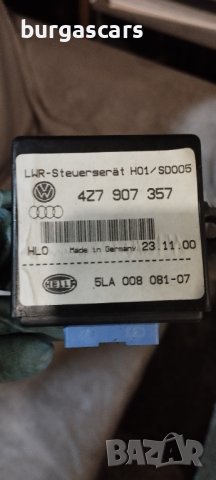 burgascars
LWR-Steuergerät H01/SD005
4Z7 907 357
HLO Made in Germany 23.11.00
HELLA
5LA 008 081-07
BAZAR